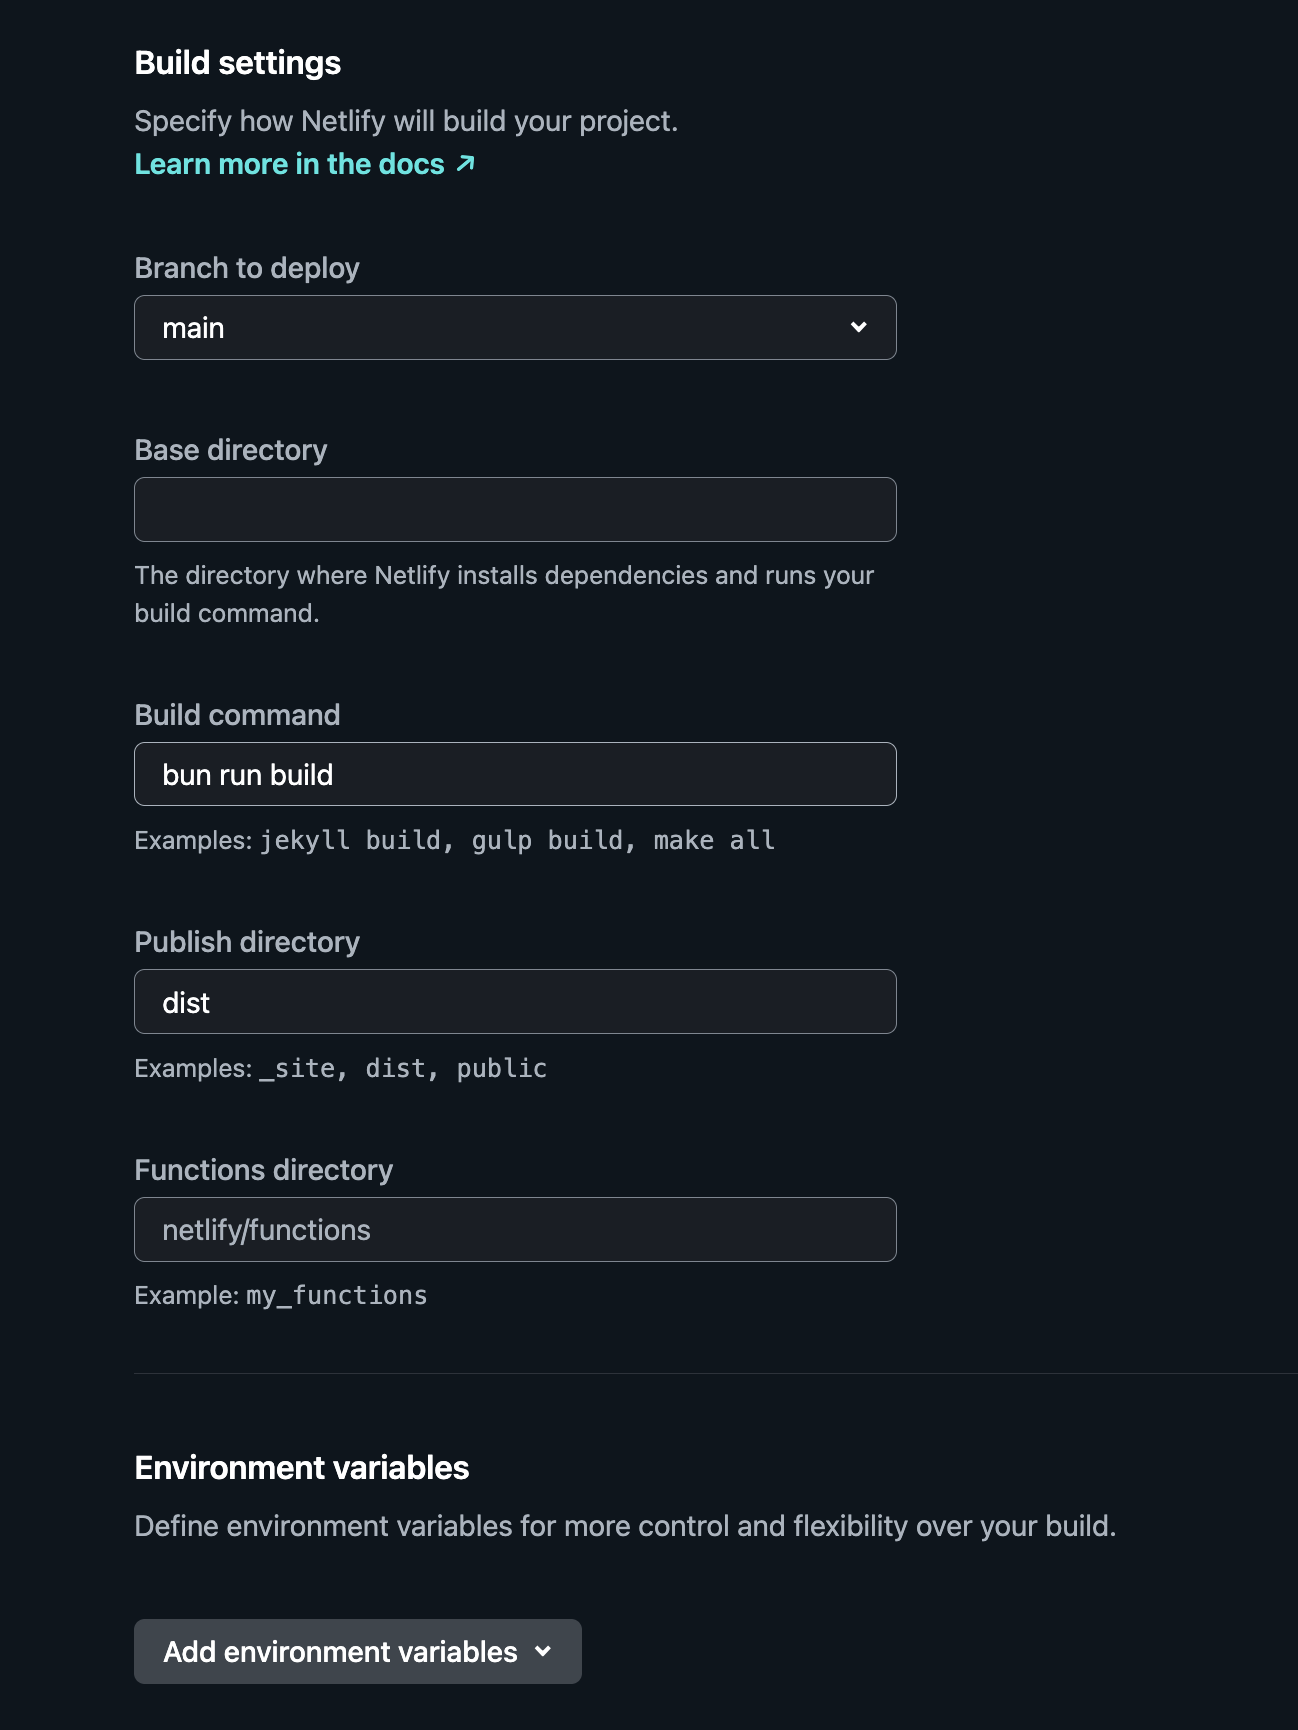 Build settings
Specify how Netlify will build your project.
Learn more in the docs ↗
Branch to deploy
main
Base directory
The directory where Netlify installs dependencies and runs your
build command.
Build command
bun run build
Examples: jekyll build, gulp build, make all
Publish directory
dist
Examples: _site, dist, public
Functions directory
netlify/functions
Example: my_functions
Environment variables
Define environment variables for more control and flexibility over your build.
Add environment variables